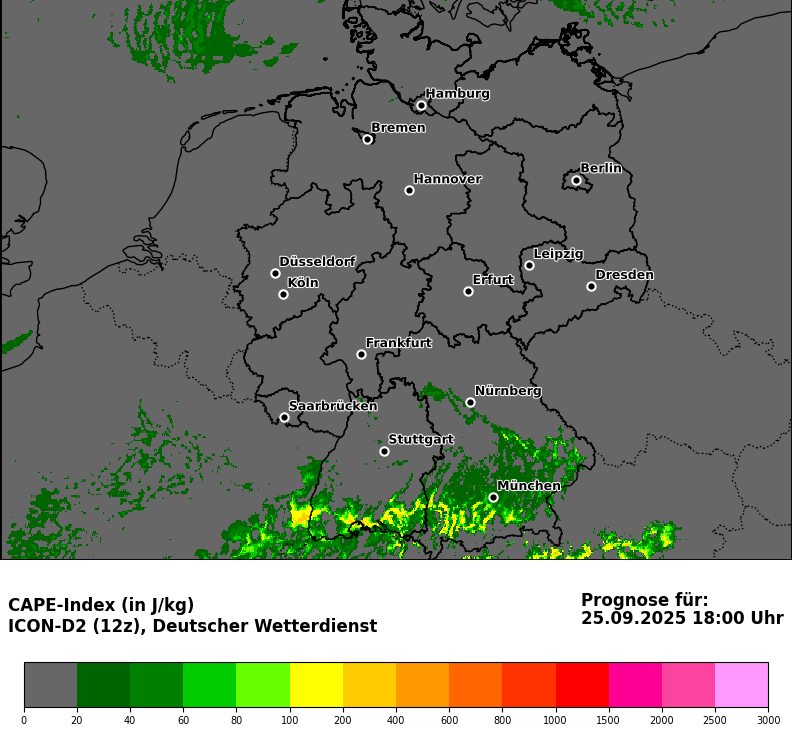 Hamburg
Bremen
Berlin
Hannover
Leipzig
Düsseldorf
Dresden
Köln
Erfurt
Frankfurt
Nürnberg
Saarbrücken
Stuttgart
München
CAPE-Index (in J/kg)
ICON-D2 (12z), Deutscher Wetterdienst
Prognose für:
25.09.2025 18:00 Uhr
0 20 40 60 80 100 200 400 600 800 1000 1500 2000 2500 3000